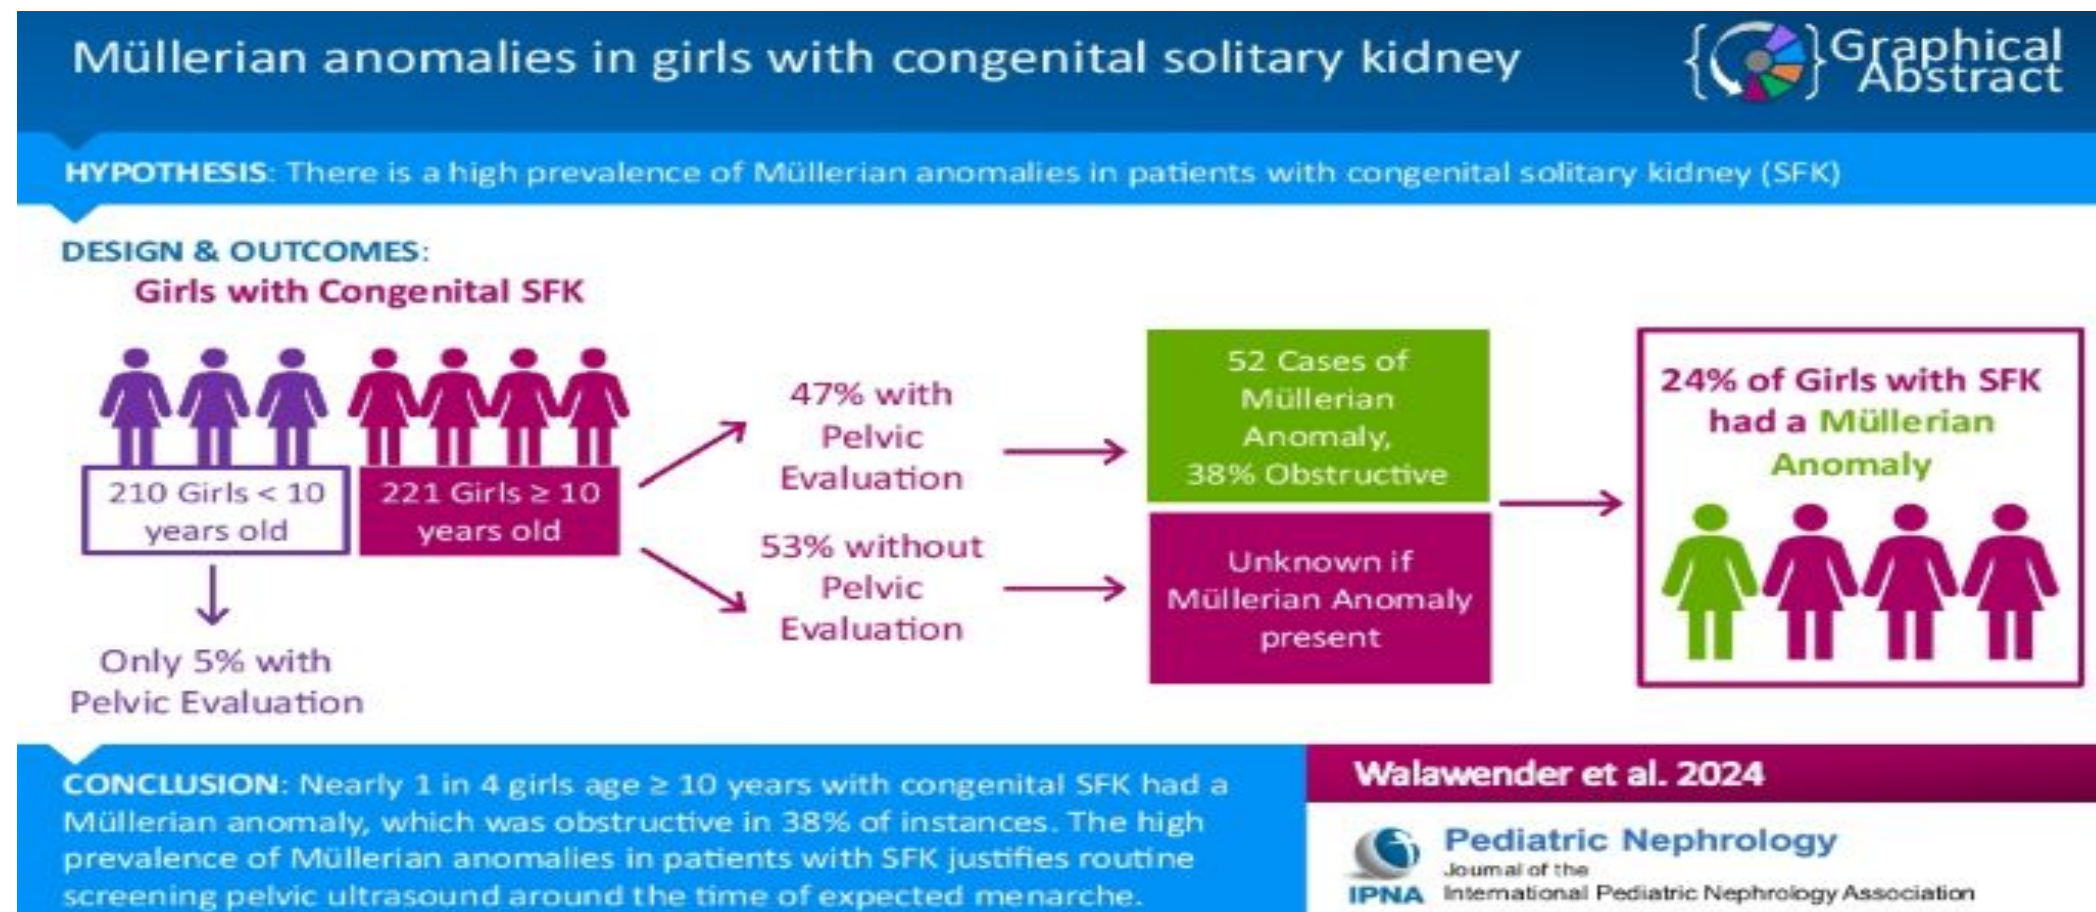 Müllerian anomalies in girls with congenital solitary kidney
Graphical
Abstract
HYPOTHESIS: There is a high prevalence of Müllerian anomalies in patients with congenital solitary kidney (SFK)
DESIGN & OUTCOMES:
Girls with Congenital SFK
210 Girls < 10
years old
221 Girls ≥ 10
years old
Only 5% with
Pelvic Evaluation
47% with
Pelvic
Evaluation
53% without
Pelvic
Evaluation
52 Cases of
Müllerian
Anomaly,
38% Obstructive
Unknown if
Müllerian Anomaly
present
24% of Girls with SFK
had a Müllerian
Anomaly
CONCLUSION: Nearly 1 in 4 girls age ≥ 10 years with congenital SFK had a
Müllerian anomaly, which was obstructive in 38% of instances. The high
prevalence of Müllerian anomalies in patients with SFK justifies routine
screening pelvic ultrasound around the time of expected menarche.
Walawender et al. 2024
IPNA
Pediatric Nephrology
Journal of the
International Pediatric Nephrology Association